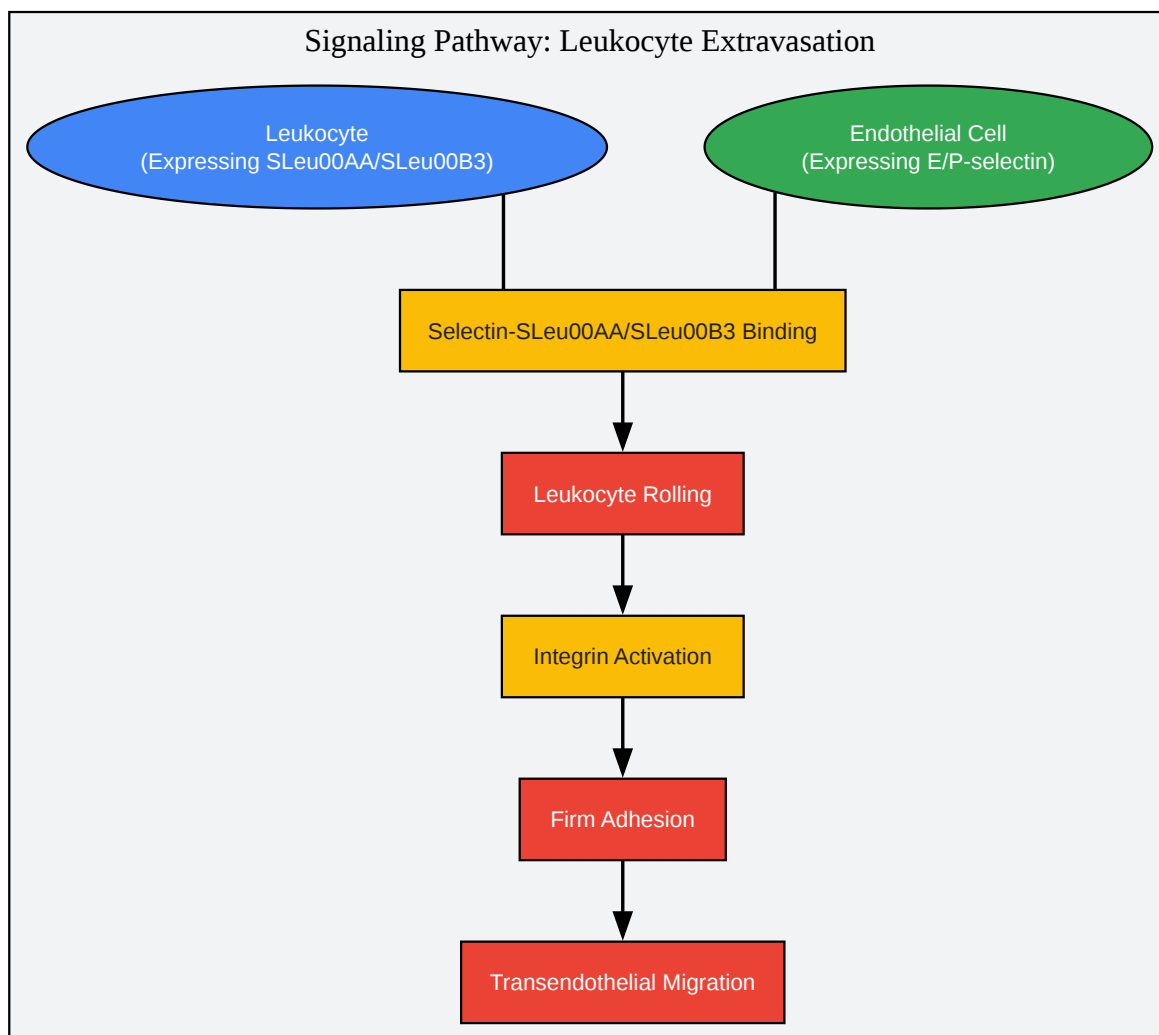 Signaling Pathway: Leukocyte Extravasation
Leukocyte
(Expressing SLeu00AA/SLeu00B3)
Endothelial Cell
(Expressing E/P-selectin)
Selectin-SLeu00AA/SLeu00B3 Binding
Leukocyte Rolling
Integrin Activation
Firm Adhesion
Transendothelial Migration